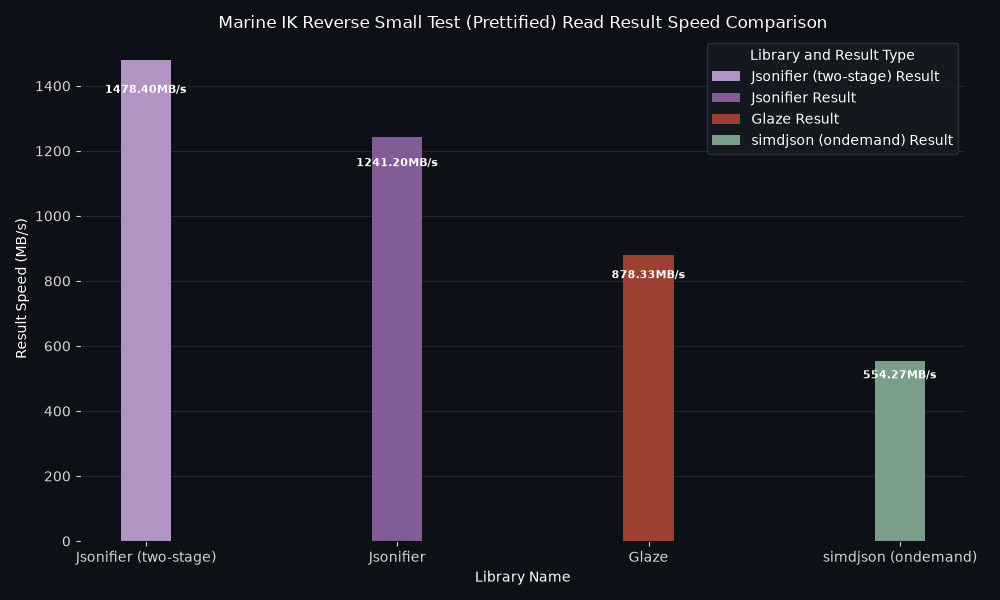 Marine IK Reverse Small Test (Prettified) Read Result Speed Comparison
Library and Result Type
Jsonifier (two-stage) Result
Jsonifier Result
Glaze Result
simdjson (ondemand) Result
Result Speed (MB/s)
1400
1200
1000
800
600
400
200
0
1478.40MB/s
1241.20MB/s
878.33MB/s
554.27MB/s
Jsonifier (two-stage)
Jsonifier
Glaze
simdjson (ondemand)
Library Name